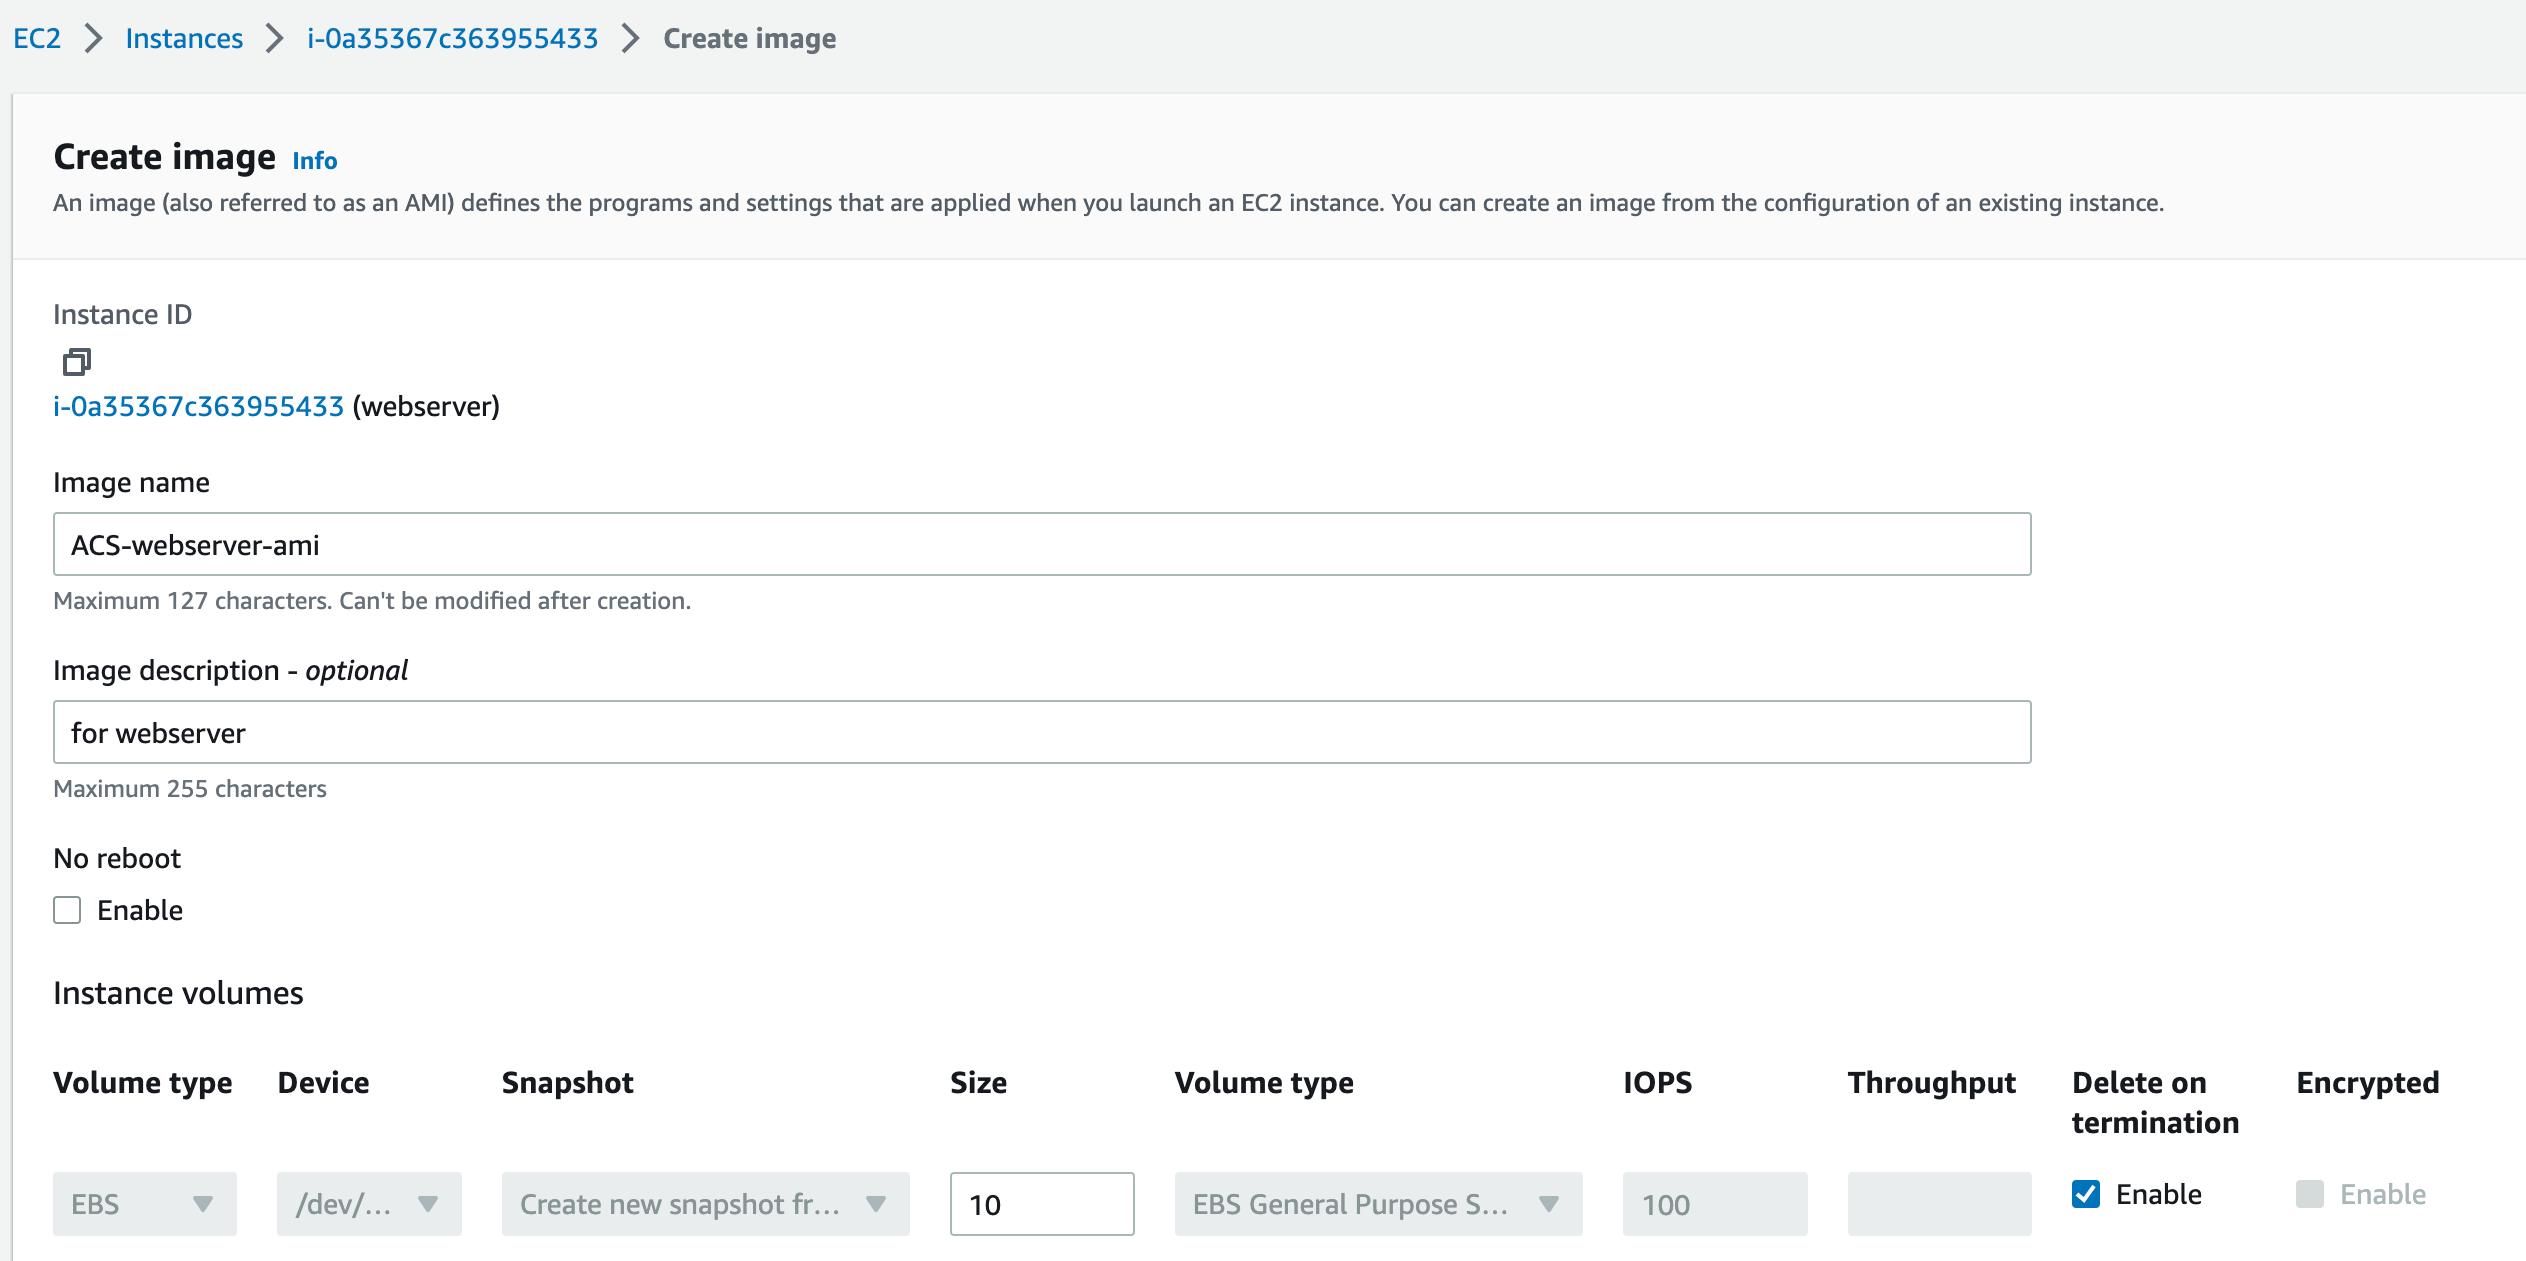 EC2 Instances i-0a35367c363955433 Create image
Create image Info
An image (also referred to as an AMI) defines the programs and settings that are applied when you launch an EC2 instance. You can create an image from the configuration of an existing instance.
Instance ID
i-0a35367c363955433 (webserver)
Image name
ACS-webserver-ami
Maximum 127 characters. Can't be modified after creation.
Image description - optional
for webserver
Maximum 255 characters
No reboot
Enable
Instance volumes
Volume type Device Snapshot Size Volume type IOPS Throughput Delete on termination Encrypted
EBS /dev/... Create new snapshot fr... 10 EBS General Purpose S... 100 Enable Enable